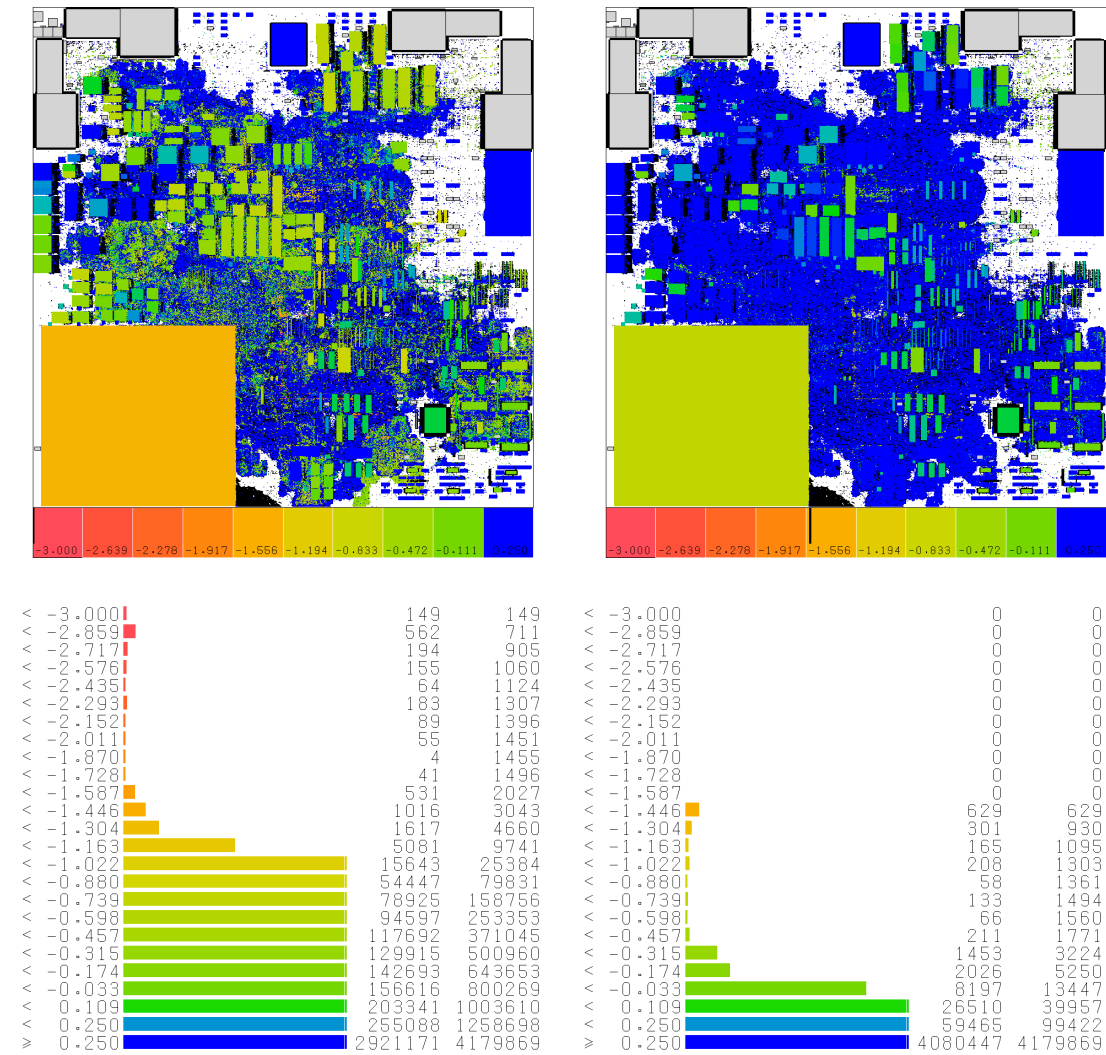 -3.000 -2.639 -2.278 -1.917 -1.556 -1.194 -0.833 -0.472 -0.111 0.250
-3.000 -2.639 -2.278 -1.917 -1.556 -1.194 -0.833 -0.472 -0.111 0.250
< -3.000 149 149
< -2.859 562 711
< -2.717 194 905
< -2.576 155 1060
< -2.435 64 1124
< -2.293 183 1307
< -2.152 89 1396
< -2.011 55 1451
< -1.870 4 1455
< -1.728 41 1496
< -1.587 531 2027
< -1.446 1016 3043
< -1.304 1617 4660
< -1.163 5081 9741
< -1.022 15643 25384
< -0.880 54447 79831
< -0.739 78925 158756
< -0.598 94597 253353
< -0.457 117692 371045
< -0.315 129915 500960
< -0.174 142693 643653
< -0.033 156616 800269
< 0.109 203341 1003610
< 0.250 255088 1258698
≥ 0.250 2921171 4179869
< -3.000 0 0
< -2.859 0 0
< -2.717 0 0
< -2.576 0 0
< -2.435 0 0
< -2.293 0 0
< -2.152 0 0
< -2.011 0 0
< -1.870 0 0
< -1.728 0 0
< -1.587 0 0
< -1.446 629 629
< -1.304 301 930
< -1.163 165 1095
< -1.022 208 1303
< -0.880 58 1361
< -0.739 133 1494
< -0.598 66 1560
< -0.457 211 1771
< -0.315 1453 3224
< -0.174 2026 5250
< -0.033 8197 13447
< 0.109 26510 39957
< 0.250 59465 99422
≥ 0.250 4080447 4179869